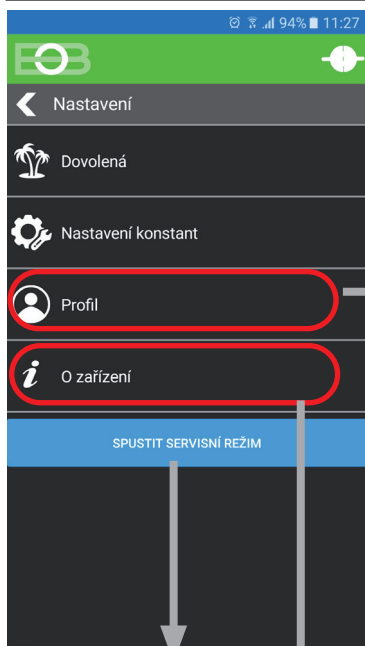 94% 11:27
EOB
Nastavení
Dovolená
Nastavení konstant
Profil
i O zařízení
SPUSTIT SERVISNÍ REŽIM